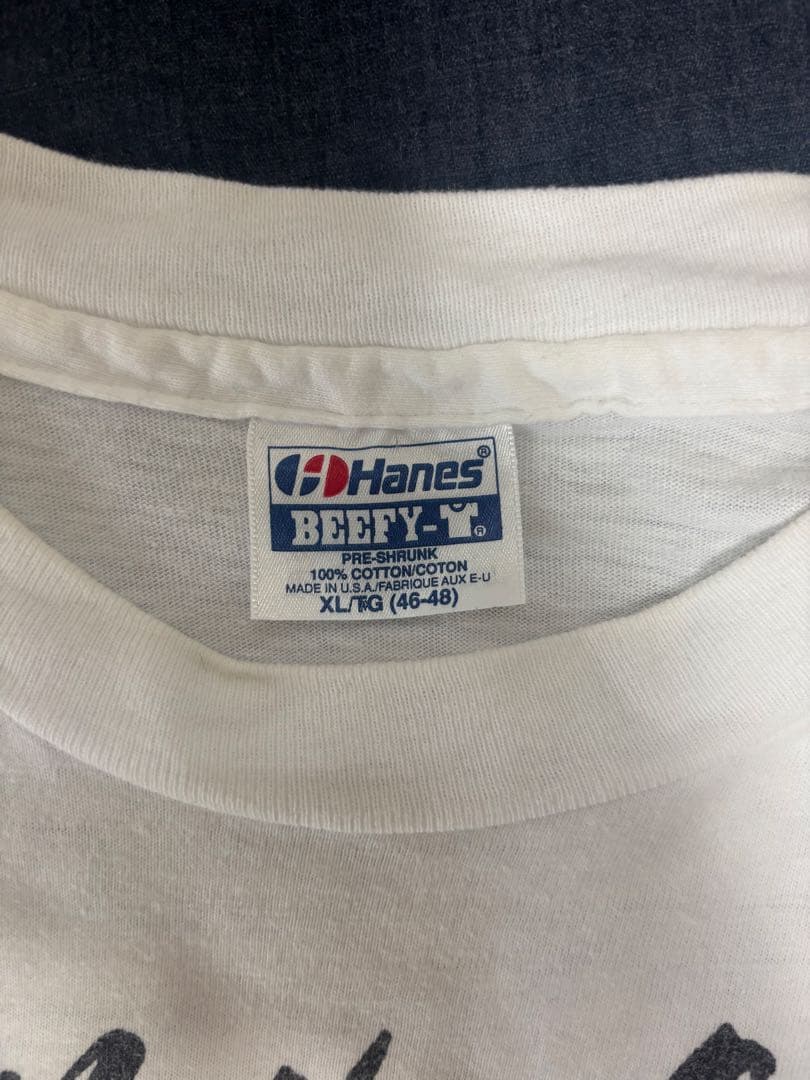 Hanes®
BEEFY-T®
PRE-SHRUNK
100% COTTON/COTON
MADE IN U.S.A./FABRIQUE AUX E-U
XL/TG (46-48)